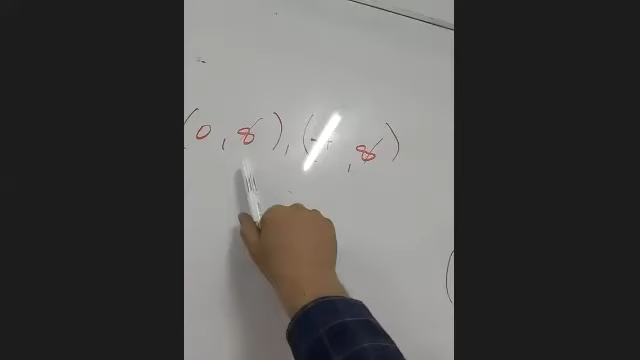 (0, 8), ( , 8)